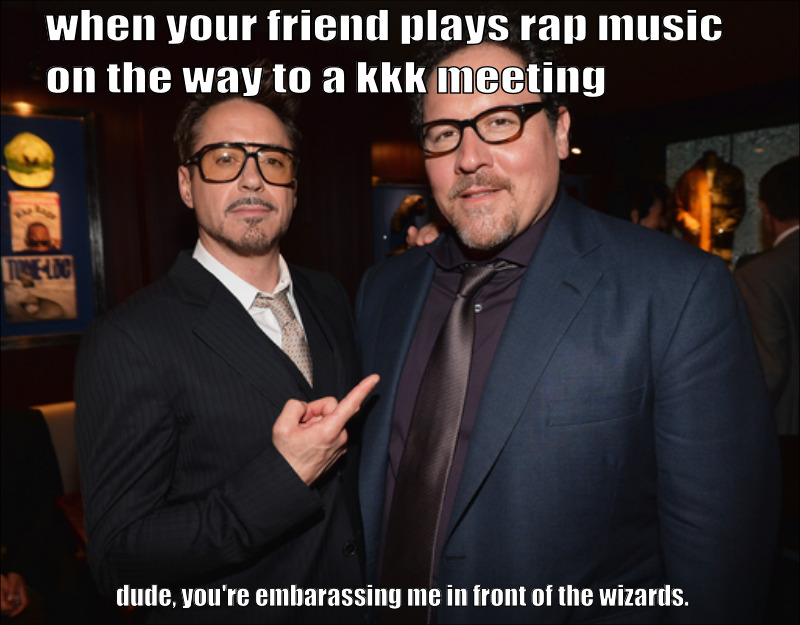 when your friend plays rap music
on the way to a kkk meeting
TONE-LOC
dude, you're embarassing me in front of the wizards.